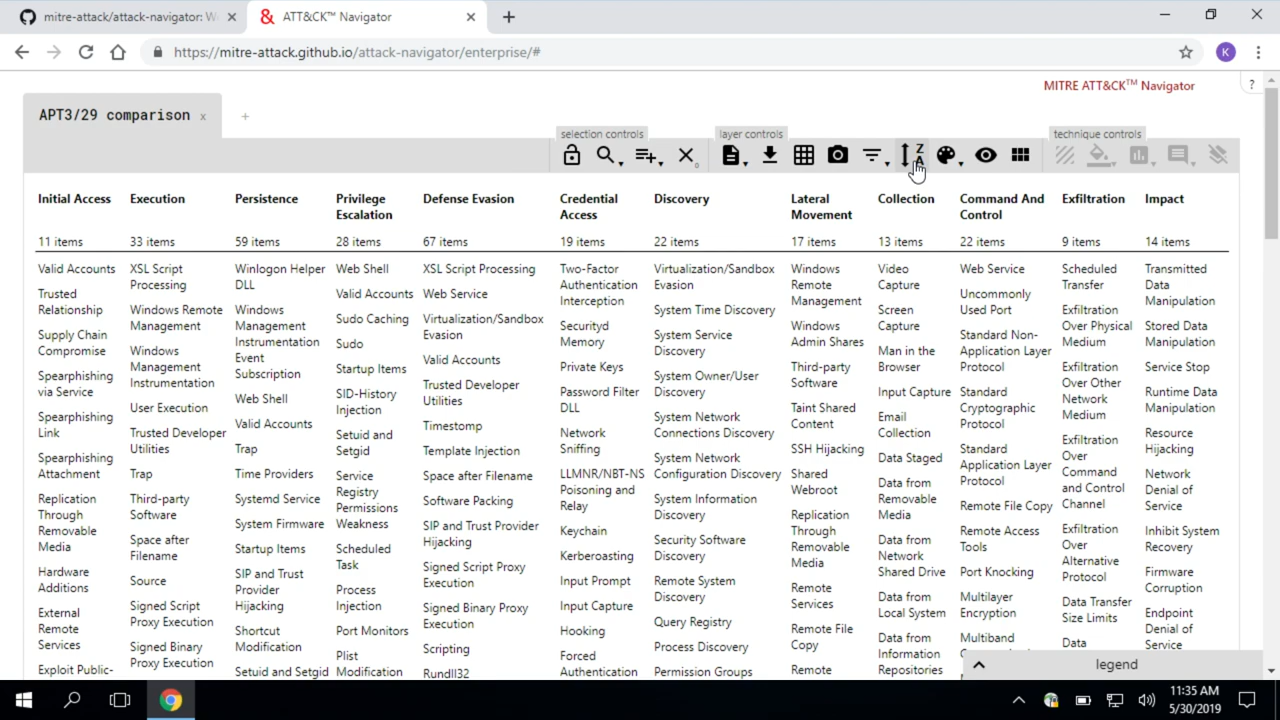 mitre-attack/attack-navigator: W
ATT&CK™ Navigator
https://mitre-attack.github.io/attack-navigator/enterprise/#
K
MITRE ATT&CK™ Navigator
?
APT3/29 comparison x
+
selection controls
layer controls
technique controls
Initial Access
11 items
Valid Accounts
Trusted
Relationship
Supply Chain
Compromise
Spearphishing
via Service
Spearphishing
Link
Spearphishing
Attachment
Replication
Through
Removable
Media
Hardware
Additions
External
Remote
Services
Exploit Public-
Execution
33 items
XSL Script
Processing
Windows Remote
Management
Windows
Management
Instrumentation
User Execution
Trusted Developer
Utilities
Trap
Third-party
Software
Space after
Filename
Source
Signed Script
Proxy Execution
Signed Binary
Proxy Execution
Persistence
59 items
Winlogon Helper
DLL
Windows
Management
Instrumentation
Event
Subscription
Web Shell
Valid Accounts
Trap
Time Providers
Systemd Service
System Firmware
Startup Items
SIP and Trust
Provider
Hijacking
Shortcut
Modification
Setuid and Setgid
Privilege
Escalation
28 items
Web Shell
Valid Accounts
Sudo Caching
Sudo
Startup Items
SID-History
Injection
Setuid and
Setgid
Service
Registry
Permissions
Weakness
Scheduled
Task
Process
Injection
Port Monitors
Plist
Modification
Defense Evasion
67 items
XSL Script Processing
Web Service
Virtualization/Sandbox
Evasion
Valid Accounts
Trusted Developer
Utilities
Timestomp
Template Injection
Space after Filename
Software Packing
SIP and Trust Provider
Hijacking
Signed Script Proxy
Execution
Signed Binary Proxy
Execution
Scripting
Rundll32
Credential
Access
19 items
Two-Factor
Authentication
Interception
Securityd
Memory
Private Keys
Password Filter
DLL
Network
Sniffing
LLMNR/NBT-NS
Poisoning and
Relay
Keychain
Kerberoasting
Input Prompt
Input Capture
Hooking
Forced
Authentication
Discovery
22 items
Virtualization/Sandbox
Evasion
System Time Discovery
System Service
Discovery
System Owner/User
Discovery
System Network
Connections Discovery
System Network
Configuration Discovery
System Information
Discovery
Security Software
Discovery
Remote System
Discovery
Query Registry
Process Discovery
Permission Groups
Lateral
Movement
17 items
Windows
Remote
Management
Windows
Admin Shares
Third-party
Software
Taint Shared
Content
SSH Hijacking
Shared
Webroot
Replication
Through
Removable
Media
Remote
Services
Remote File
Copy
Remote
Collection
13 items
Video
Capture
Screen
Capture
Man in the
Browser
Input Capture
Email
Collection
Data Staged
Data from
Removable
Media
Data from
Network
Shared Drive
Data from
Local System
Data from
Information
Repositories
Command And
Control
22 items
Web Service
Uncommonly
Used Port
Standard Non-
Application Layer
Protocol
Standard
Cryptographic
Protocol
Standard
Application Layer
Protocol
Remote File Copy
Remote Access
Tools
Port Knocking
Multilayer
Encryption
Multiband
Exfiltration
9 items
Scheduled
Transfer
Exfiltration
Over Physical
Medium
Exfiltration
Over Other
Network
Medium
Exfiltration
Over
Command
and Control
Channel
Exfiltration
Over
Alternative
Protocol
Data Transfer
Size Limits
Data
Impact
14 items
Transmitted
Data
Manipulation
Stored Data
Manipulation
Service Stop
Runtime Data
Manipulation
Resource
Hijacking
Network
Denial of
Service
Inhibit System
Recovery
Firmware
Corruption
Endpoint
Denial of
Service
legend
11:35 AM
5/30/2019